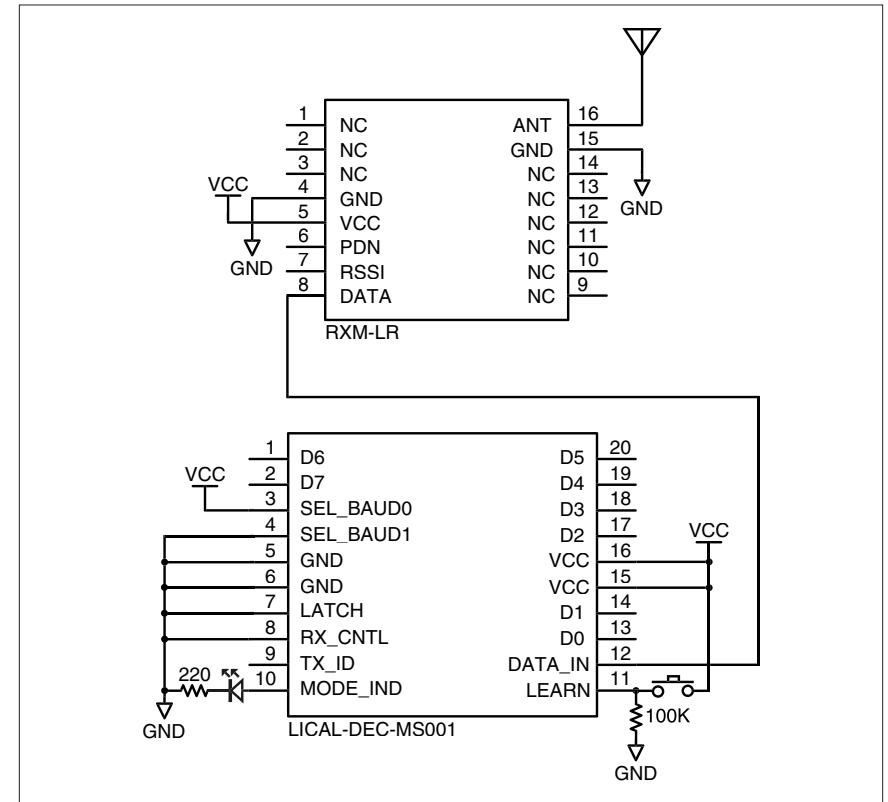 1 NC ANT 16
2 NC GND 15
3 NC NC 14
VCC 4 GND NC 13 GND
5 VCC NC 12
6 PDN NC 11
GND 7 RSSI NC 10
8 DATA NC 9
RXM-LR
1 D6 D5 20
VCC 2 D7 D4 19
3 SEL_BAUD0 D3 18
4 SEL_BAUD1 D2 17 VCC
5 GND VCC 16
6 GND VCC 15
7 LATCH D1 14
8 RX_CNTL D0 13
9 TX_ID DATA_IN 12
220 10 MODE_IND LEARN 11
100K
GND LICAL-DEC-MS001
GND